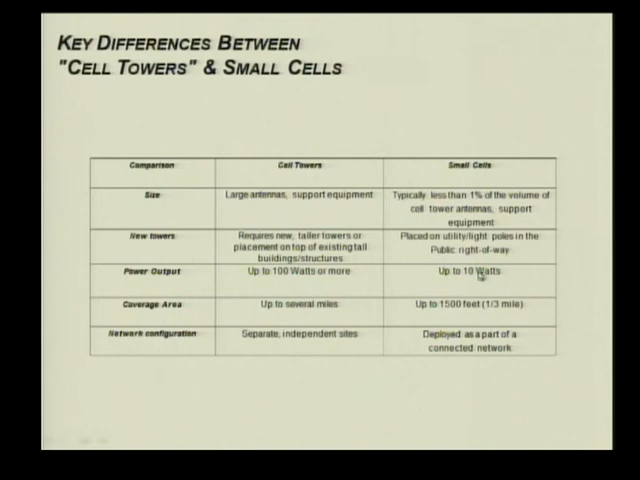 KEY DIFFERENCES BETWEEN
"CELL TOWERS" & SMALL CELLS
Comparison Cell Towers Small Cells
Size Large antennas, support equipment Typically less than 1% of the volume of
cell tower antennas, support
equipment
New towers Requires new, taller towers or Placed on utility/light poles in the
placement on top of existing tall Public right-of-way
buildings/structures
Power Output Up to 100 Watts or more Up to 10 Watts
Coverage Area Up to several miles Up to 1500 feet (1/3 mile)
Network configuration Separate, independent sites Deployed as a part of a
connected network